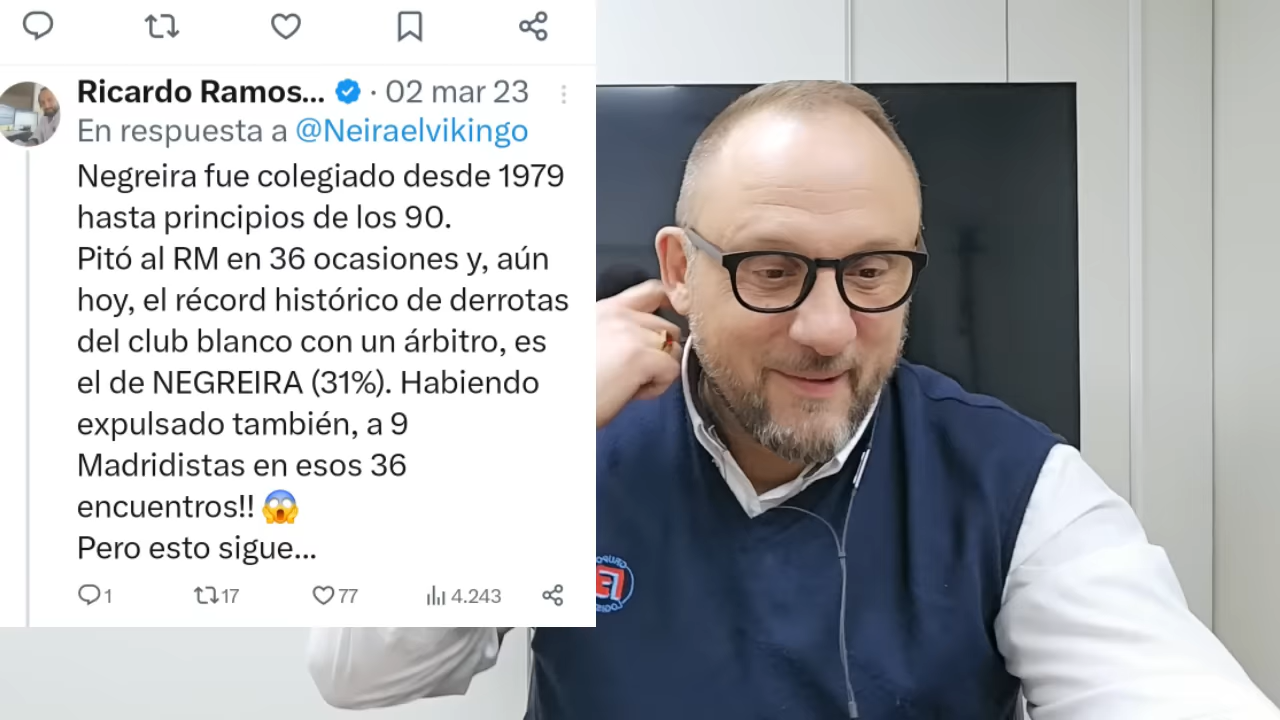 Ricardo Ramos... · 02 mar 23
En respuesta a @Neiraelvikingo
Negreira fue colegiado desde 1979
hasta principios de los 90.
Pitó al RM en 36 ocasiones y, aún
hoy, el récord histórico de derrotas
del club blanco con un árbitro, es
el de NEGREIRA (31%). Habiendo
expulsado también, a 9
Madridistas en esos 36
encuentros!! 😱
Pero esto sigue...
1 17 77 4.243